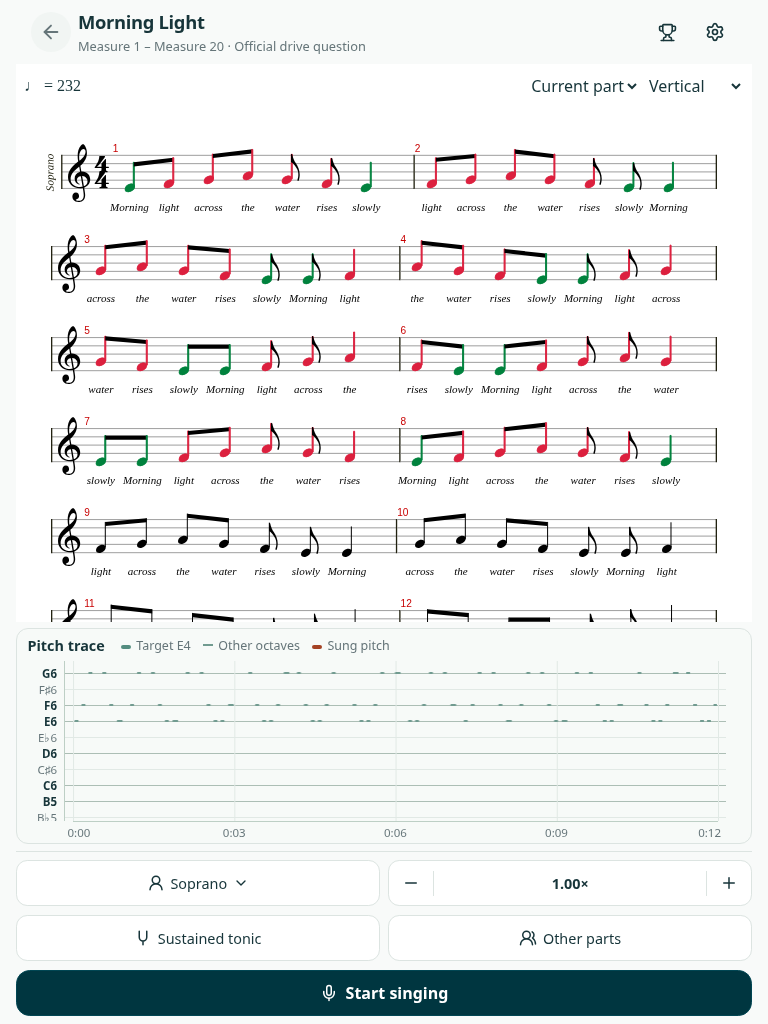 Morning Light
Measure 1 – Measure 20 · Official drive question
♩ = 232
Current part
Vertical
Soprano
1
2
Morning light across the water rises slowly light across the water rises slowly Morning
3
4
across the water rises slowly Morning light the water rises slowly Morning light across
5
6
water rises slowly Morning light across the rises slowly Morning light across the water
7
8
slowly Morning light across the water rises Morning light across the water rises slowly
9
10
light across the water rises slowly Morning across the water rises slowly Morning light
11
12
Pitch trace
Target E4
Other octaves
Sung pitch
G6
F♯6
F6
E6
E♭6
D6
C♯6
C6
B5
B♭5
0:00 0:03 0:06 0:09 0:12
Soprano
1.00×
Sustained tonic
Other parts
Start singing